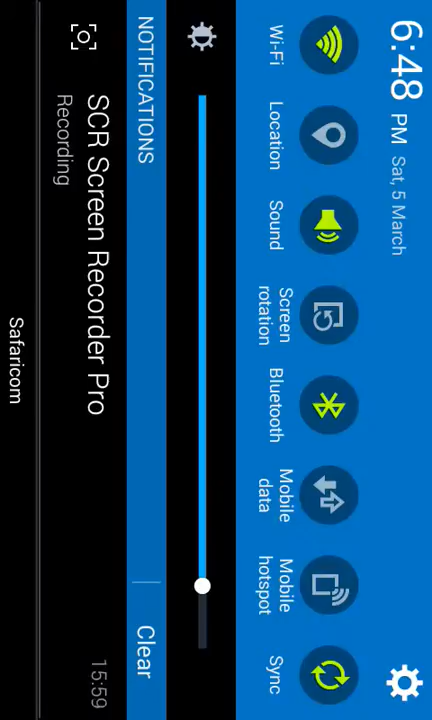 6:48 PM Sat, 5 March
Wi-Fi
Location
Sound
Screen
rotation
Bluetooth
Mobile
data
Mobile
hotspot
Sync
NOTIFICATIONS
Clear
SCR Screen Recorder Pro
15:59
Recording
Safaricom